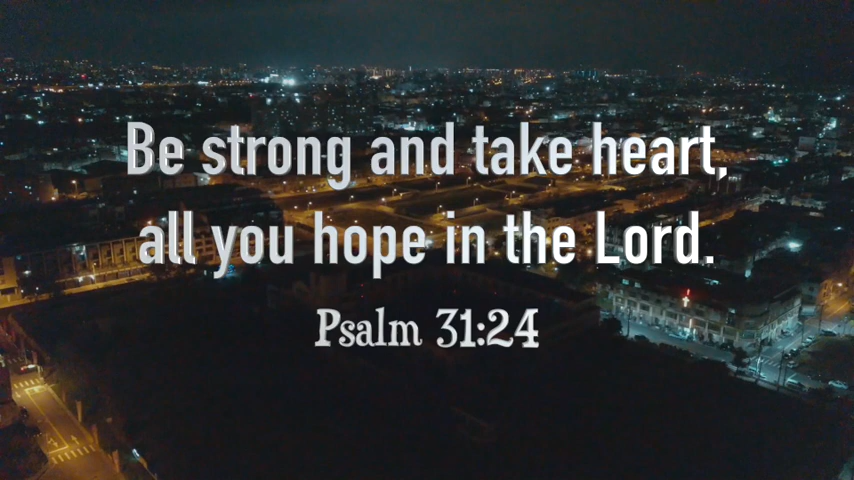 Be strong and take heart,
all you hope in the Lord.
Psalm 31:24